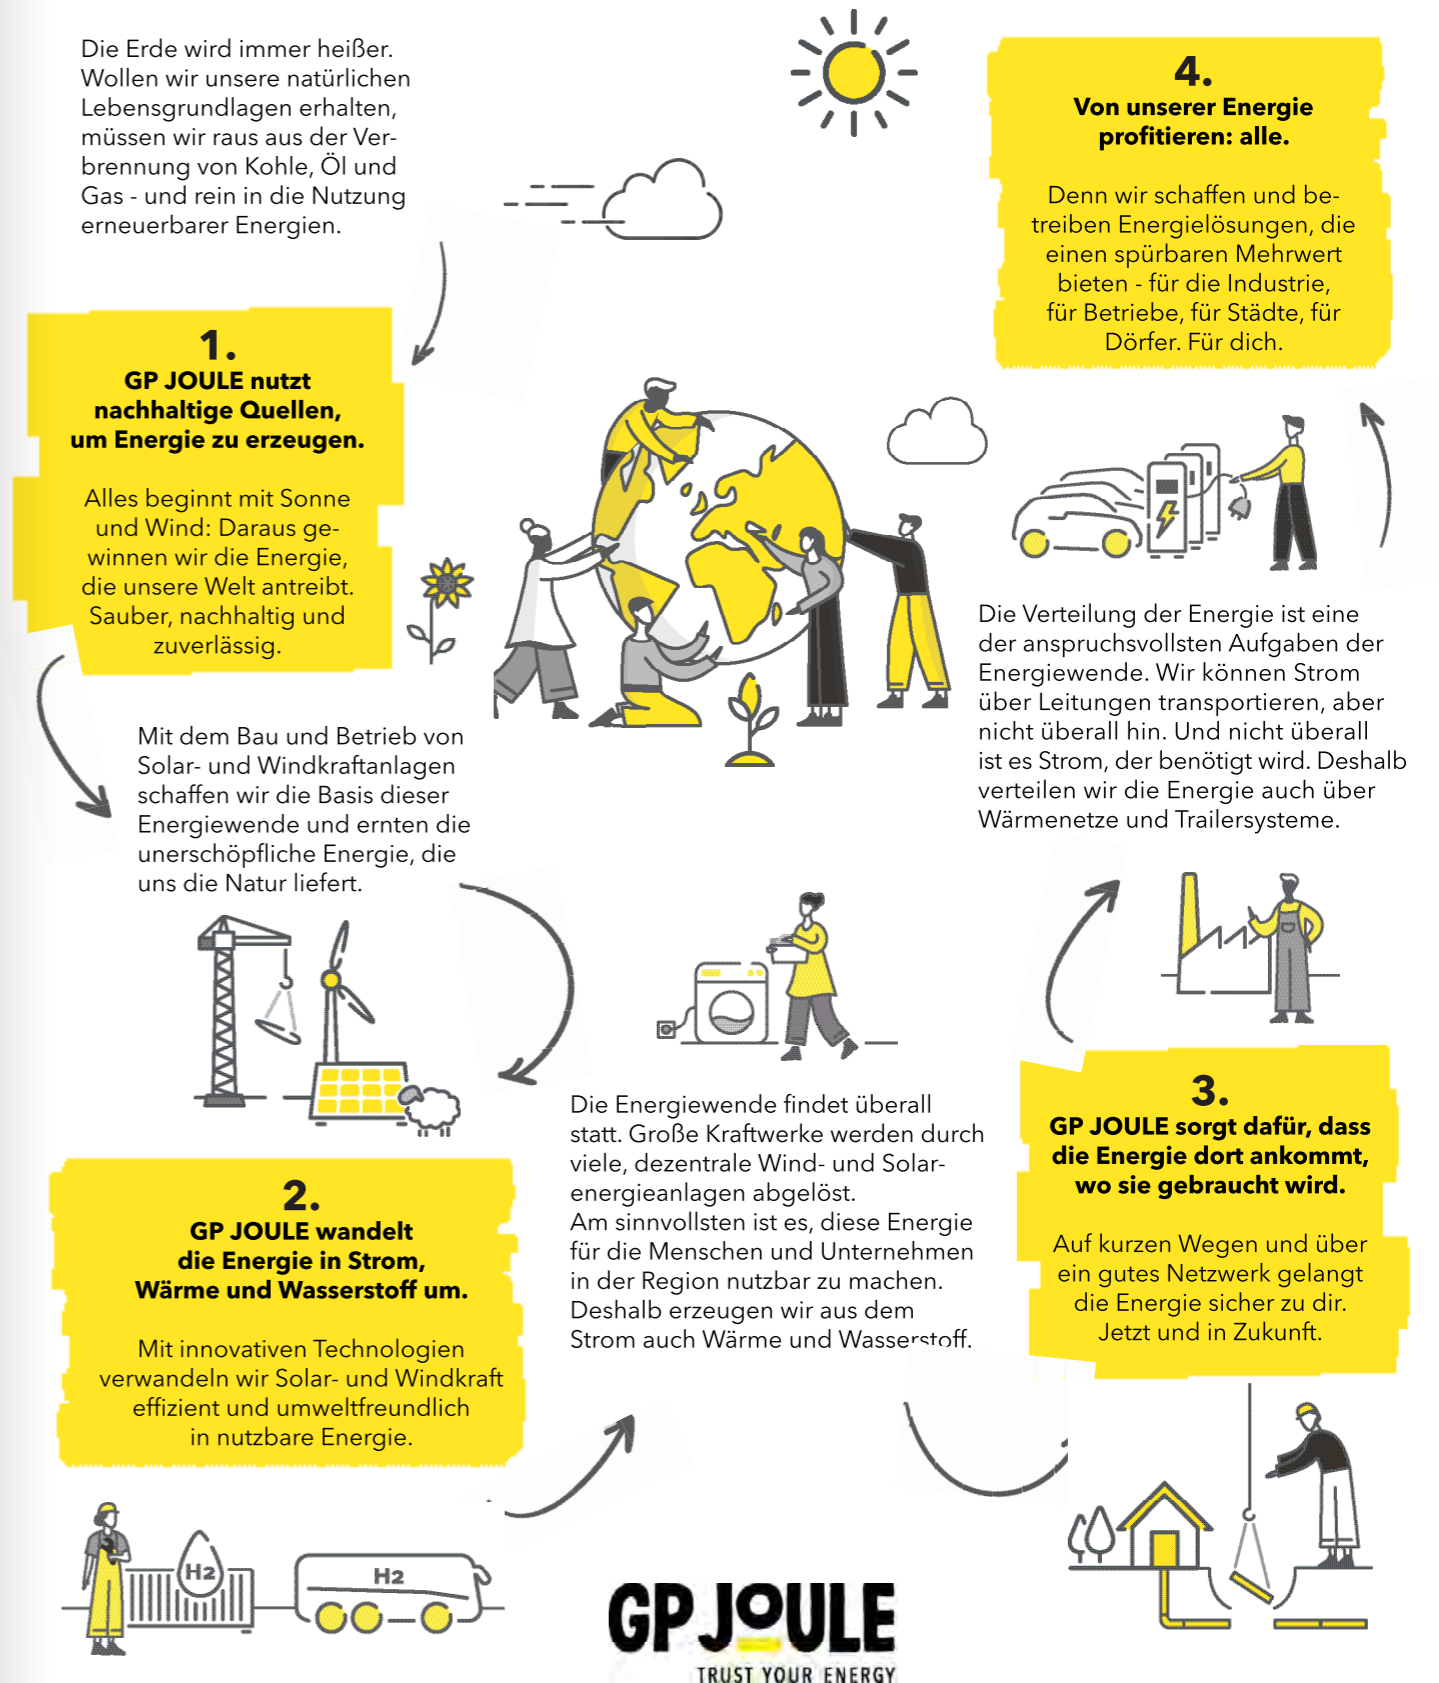 Die Erde wird immer heißer.
Wollen wir unsere natürlichen
Lebensgrundlagen erhalten,
müssen wir raus aus der Ver-
brennung von Kohle, Öl und
Gas - und rein in die Nutzung
erneuerbarer Energien.
1.
GP JOULE nutzt
nachhaltige Quellen,
um Energie zu erzeugen.
Alles beginnt mit Sonne
und Wind: Daraus ge-
winnen wir die Energie,
die unsere Welt antreibt.
Sauber, nachhaltig und
zuverlässig.
Mit dem Bau und Betrieb von
Solar- und Windkraftanlagen
schaffen wir die Basis dieser
Energiewende und ernten die
unerschöpfliche Energie, die
uns die Natur liefert.
2.
GP JOULE wandelt
die Energie in Strom,
Wärme und Wasserstoff um.
Mit innovativen Technologien
verwandeln wir Solar- und Windkraft
effizient und umweltfreundlich
in nutzbare Energie.
H2
H2
Die Energiewende findet überall
statt. Große Kraftwerke werden durch
viele, dezentrale Wind- und Solar-
energieanlagen abgelöst.
Am sinnvollsten ist es, diese Energie
für die Menschen und Unternehmen
in der Region nutzbar zu machen.
Deshalb erzeugen wir aus dem
Strom auch Wärme und Wasserstoff.
3.
GP JOULE sorgt dafür, dass
die Energie dort ankommt,
wo sie gebraucht wird.
Auf kurzen Wegen und über
ein gutes Netzwerk gelangt
die Energie sicher zu dir.
Jetzt und in Zukunft.
Die Verteilung der Energie ist eine
der anspruchsvollsten Aufgaben der
Energiewende. Wir können Strom
über Leitungen transportieren, aber
nicht überall hin. Und nicht überall
ist es Strom, der benötigt wird. Deshalb
verteilen wir die Energie auch über
Wärmenetze und Trailersysteme.
4.
Von unserer Energie
profitieren: alle.
Denn wir schaffen und be-
treiben Energielösungen, die
einen spürbaren Mehrwert
bieten - für die Industrie,
für Betriebe, für Städte, für
Dörfer. Für dich.
GP JOULE
TRUST YOUR ENERGY